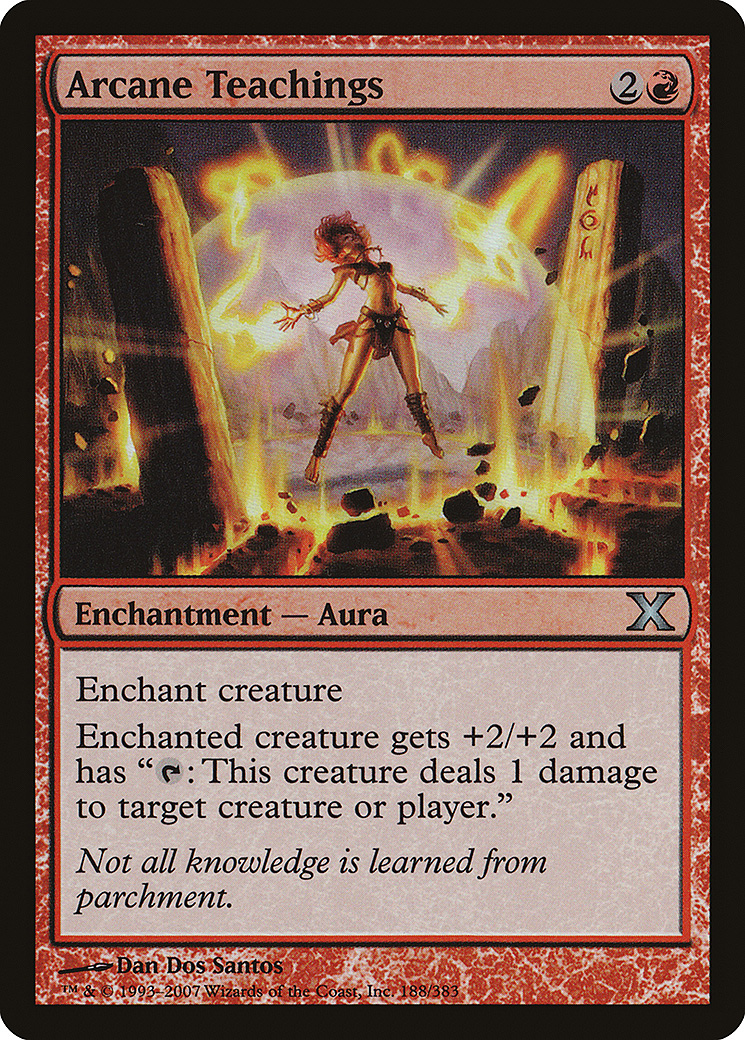 Arcane Teachings
2
Enchantment — Aura
X
Enchant creature
Enchanted creature gets +2/+2 and
has “ : This creature deals 1 damage
to target creature or player.”
Not all knowledge is learned from
parchment.
Dan Dos Santos
™ & © 1993–2007 Wizards of the Coast, Inc. 188/383